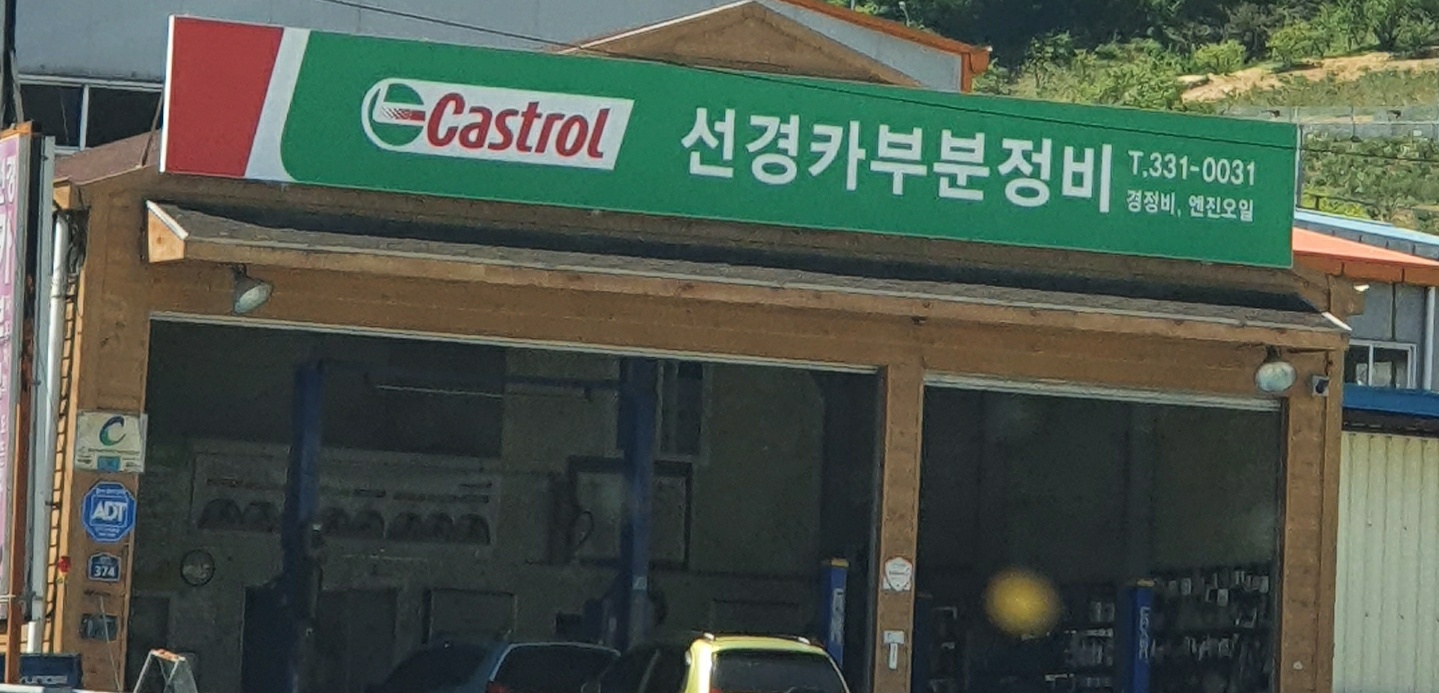 Castrol
선경카부분정비
T.331-0031
경정비, 엔진오일
ADT
374